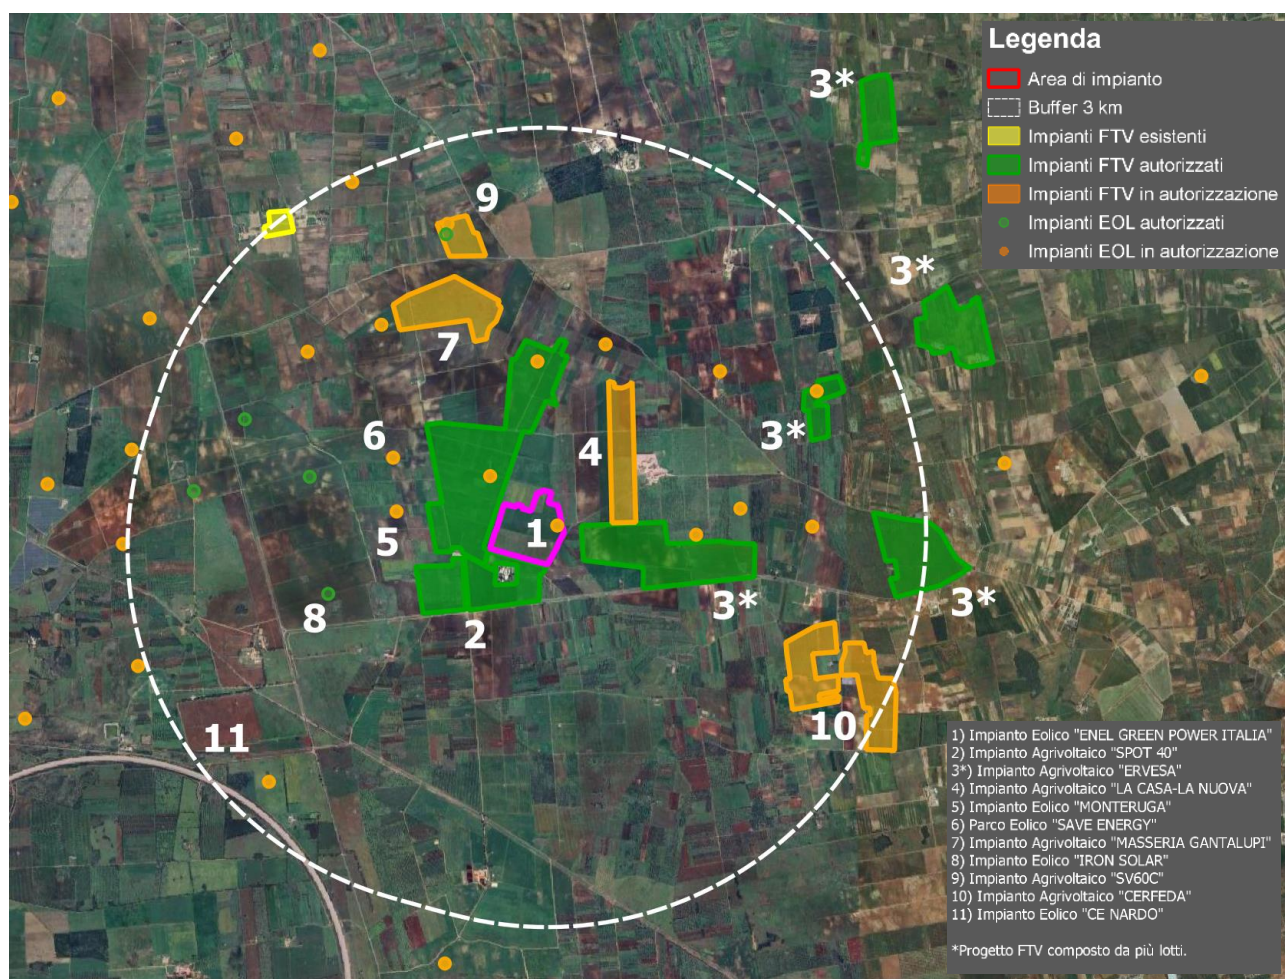 Legenda
Area di impianto
Buffer 3 km
Impianti FTV esistenti
Impianti FTV autorizzati
Impianti FTV in autorizzazione
Impianti EOL autorizzati
Impianti EOL in autorizzazione
3*
9
3*
7
6
4
3*
5
1
8
2
3*
3*
10
11
1) Impianto Eolico "ENEL GREEN POWER ITALIA"
2) Impianto Agrivoltaico "SPOT 40"
3*) Impianto Agrivoltaico "ERVESA"
4) Impianto Agrivoltaico "LA CASA-LA NUOVA"
5) Impianto Eolico "MONTERUGA"
6) Parco Eolico "SAVE ENERGY"
7) Impianto Agrivoltaico "MASSERIA GANTALUPI"
8) Impianto Eolico "IRON SOLAR"
9) Impianto Agrivoltaico "SV60C"
10) Impianto Agrivoltaico "CERFEDA"
11) Impianto Eolico "CE NARDO"
*Progetto FTV composto da più lotti.